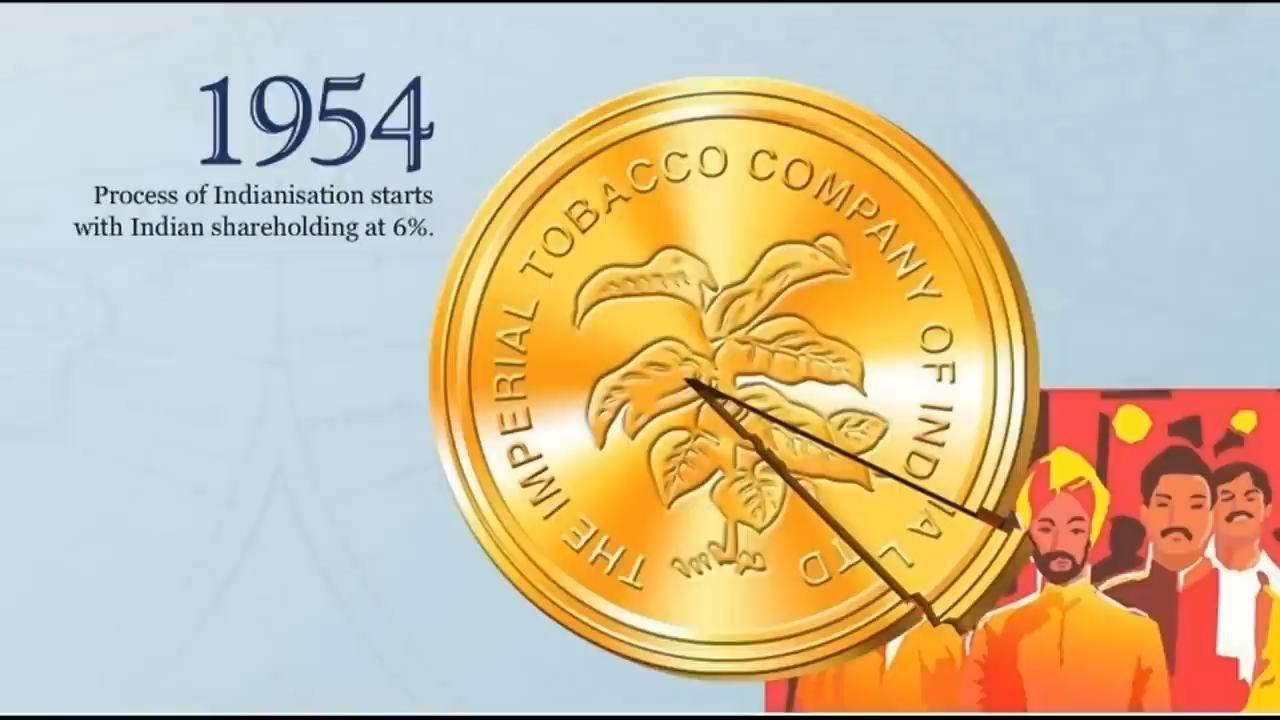 1954
Process of Indianisation starts
with Indian shareholding at 6%.
THE IMPERIAL TOBACCO COMPANY OF INDIA LTD